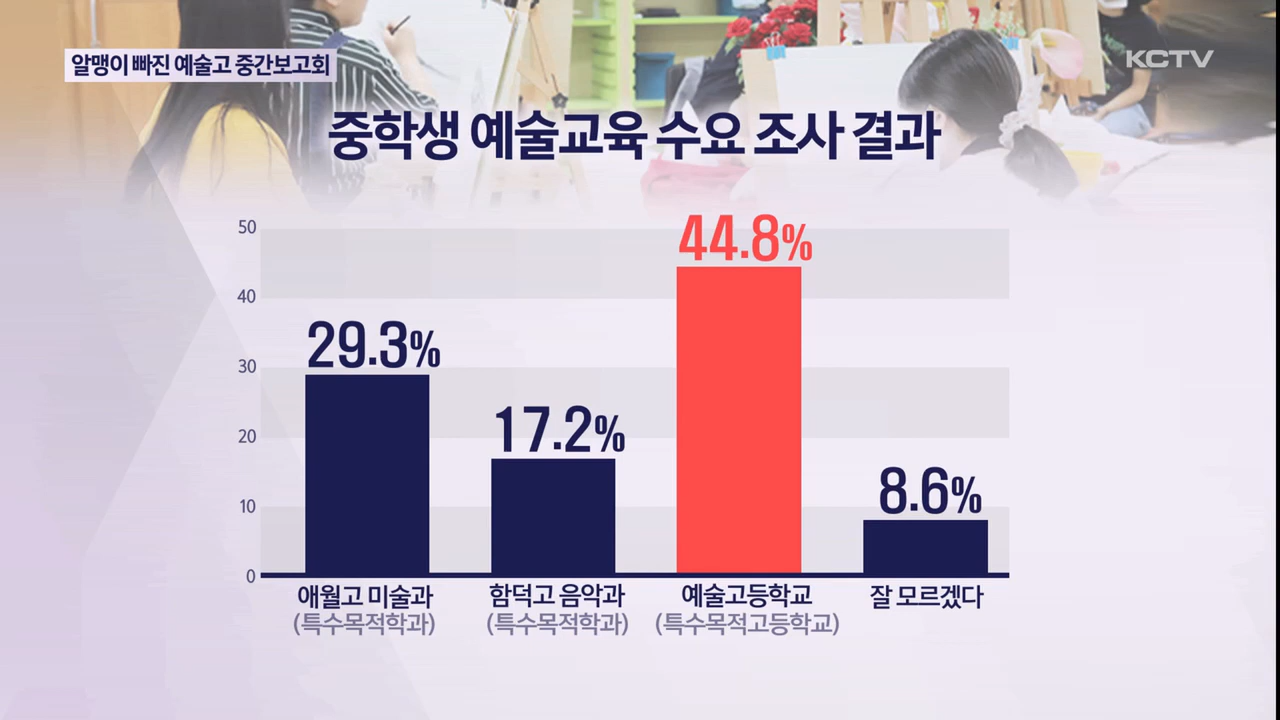 알맹이 빠진 예술고 중간보고회
KCTV
중학생 예술교육 수요 조사 결과
50
40
30
20
10
0
29.3%
17.2%
44.8%
8.6%
애월고 미술과
(특수목적학과)
함덕고 음악과
(특수목적학과)
예술고등학교
(특수목적고등학교)
잘 모르겠다